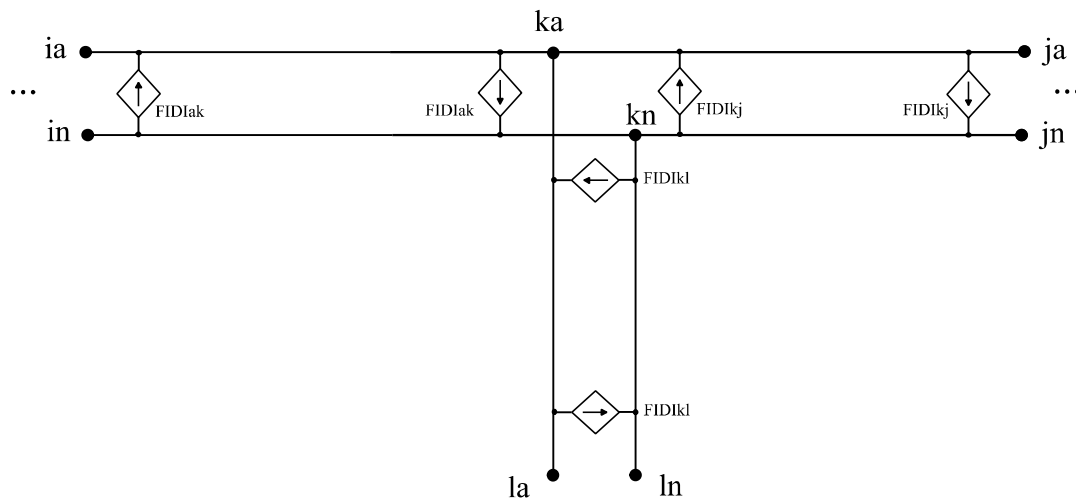 ka
ia
ja
...
...
FIDIak
FIDIak
FIDIkj
FIDIkj
in
kn
jn
FIDIkl
FIDIkl
la
ln